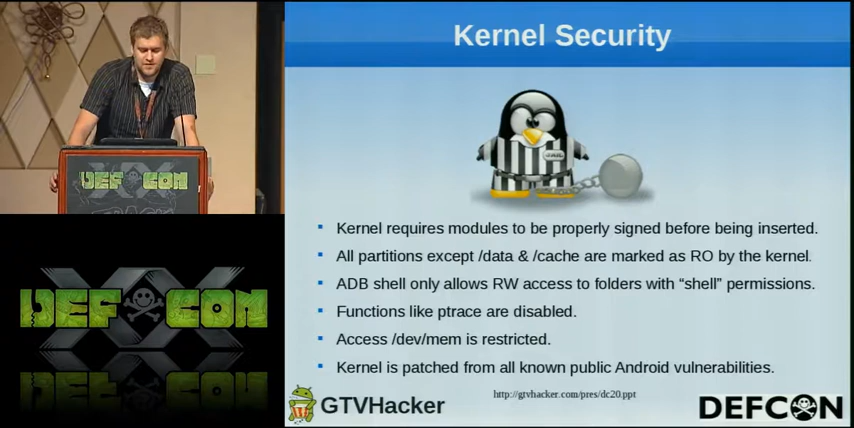 Kernel Security
Kernel requires modules to be properly signed before being inserted.
All partitions except /data & /cache are marked as RO by the kernel.
ADB shell only allows RW access to folders with “shell” permissions.
Functions like ptrace are disabled.
Access /dev/mem is restricted.
Kernel is patched from all known public Android vulnerabilities.
http://gtvhacker.com/pres/dc20.ppt
GTVHacker
DEFCON
DEF CON
XX
DEF CON